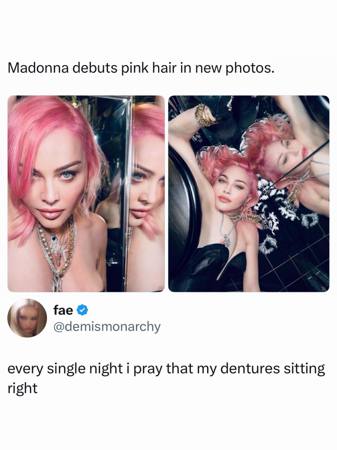 Madonna debuts pink hair in new photos.
fae
@demismonarchy
every single night i pray that my dentures sitting
right